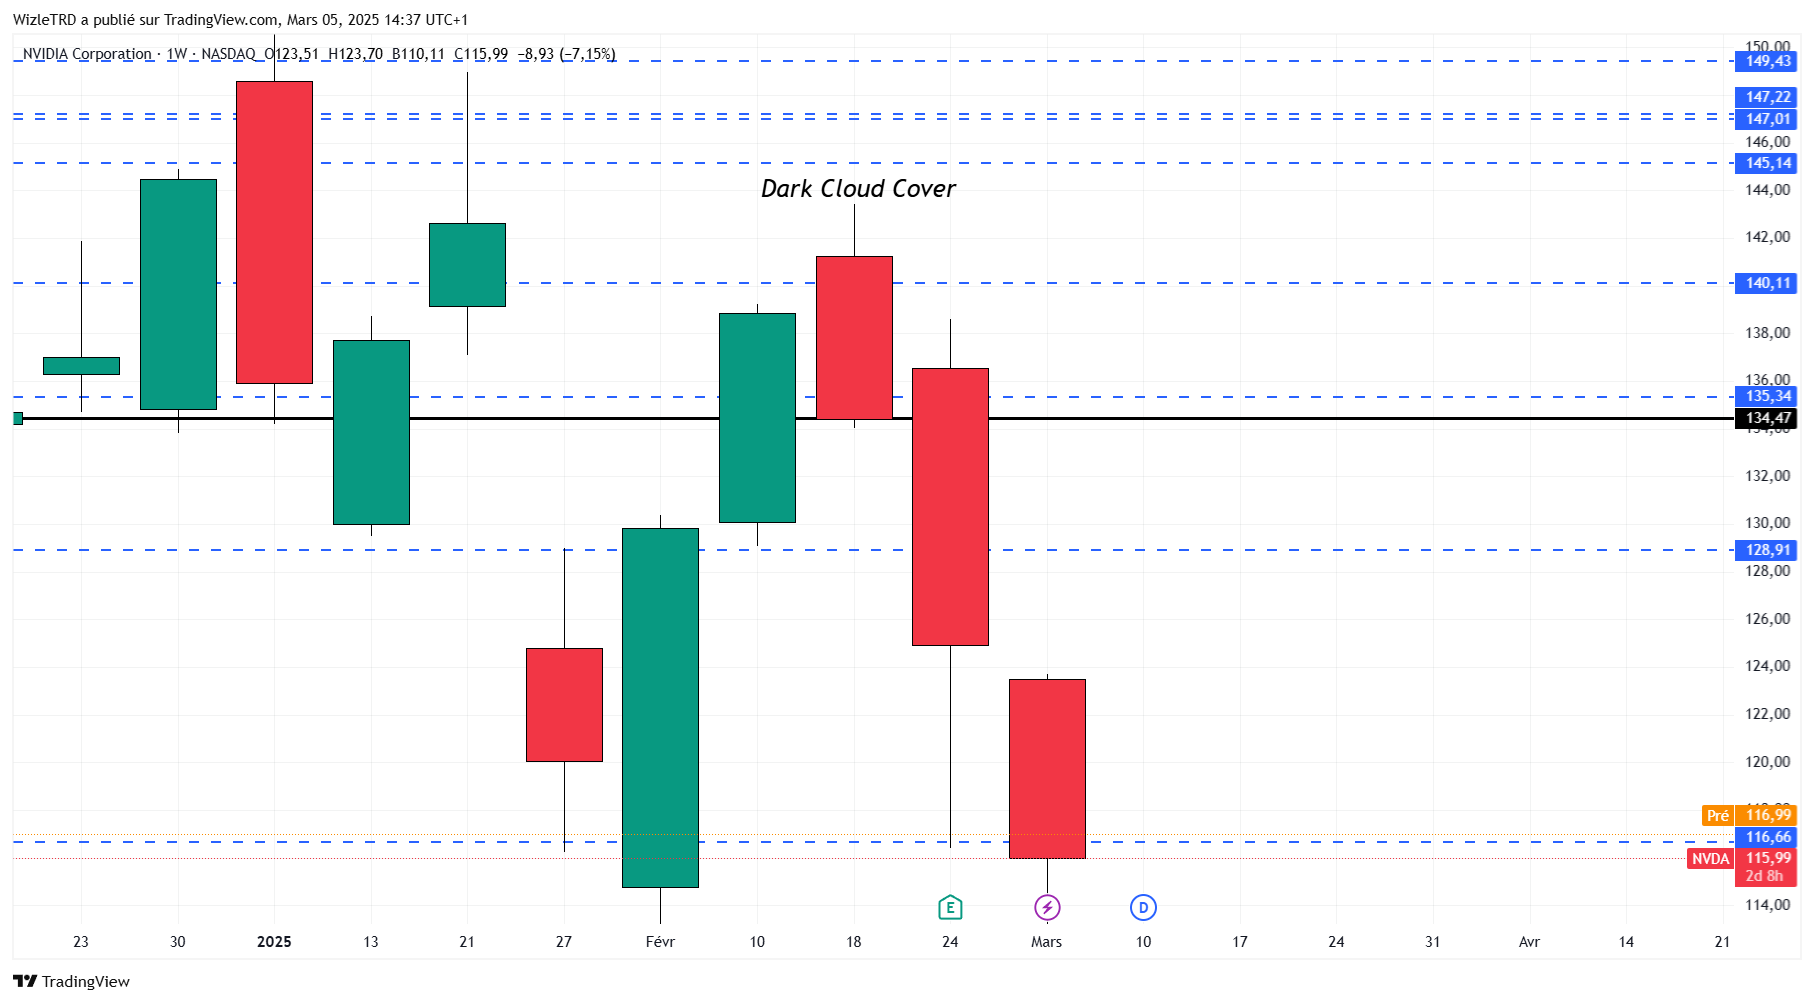 WizleTRD a publié sur TradingView.com, Mars 05, 2025 14:37 UTC+1
NVIDIA Corporation · 1W · NASDAQ O123,51 H123,70 B110,11 C115,99 −8,93 (−7,15%)
150,00
149,43
147,22
147,01
146,00
145,14
144,00
Dark Cloud Cover
142,00
140,11
138,00
136,00
135,34
134,47
134,00
132,00
130,00
128,91
128,00
126,00
124,00
122,00
120,00
Pré 116,99
116,66
NVDA 115,99
2d 8h
114,00
E
D
23 30 2025 13 21 27 Févr 10 18 24 Mars 10 17 24 31 Avr 14 21
TradingView